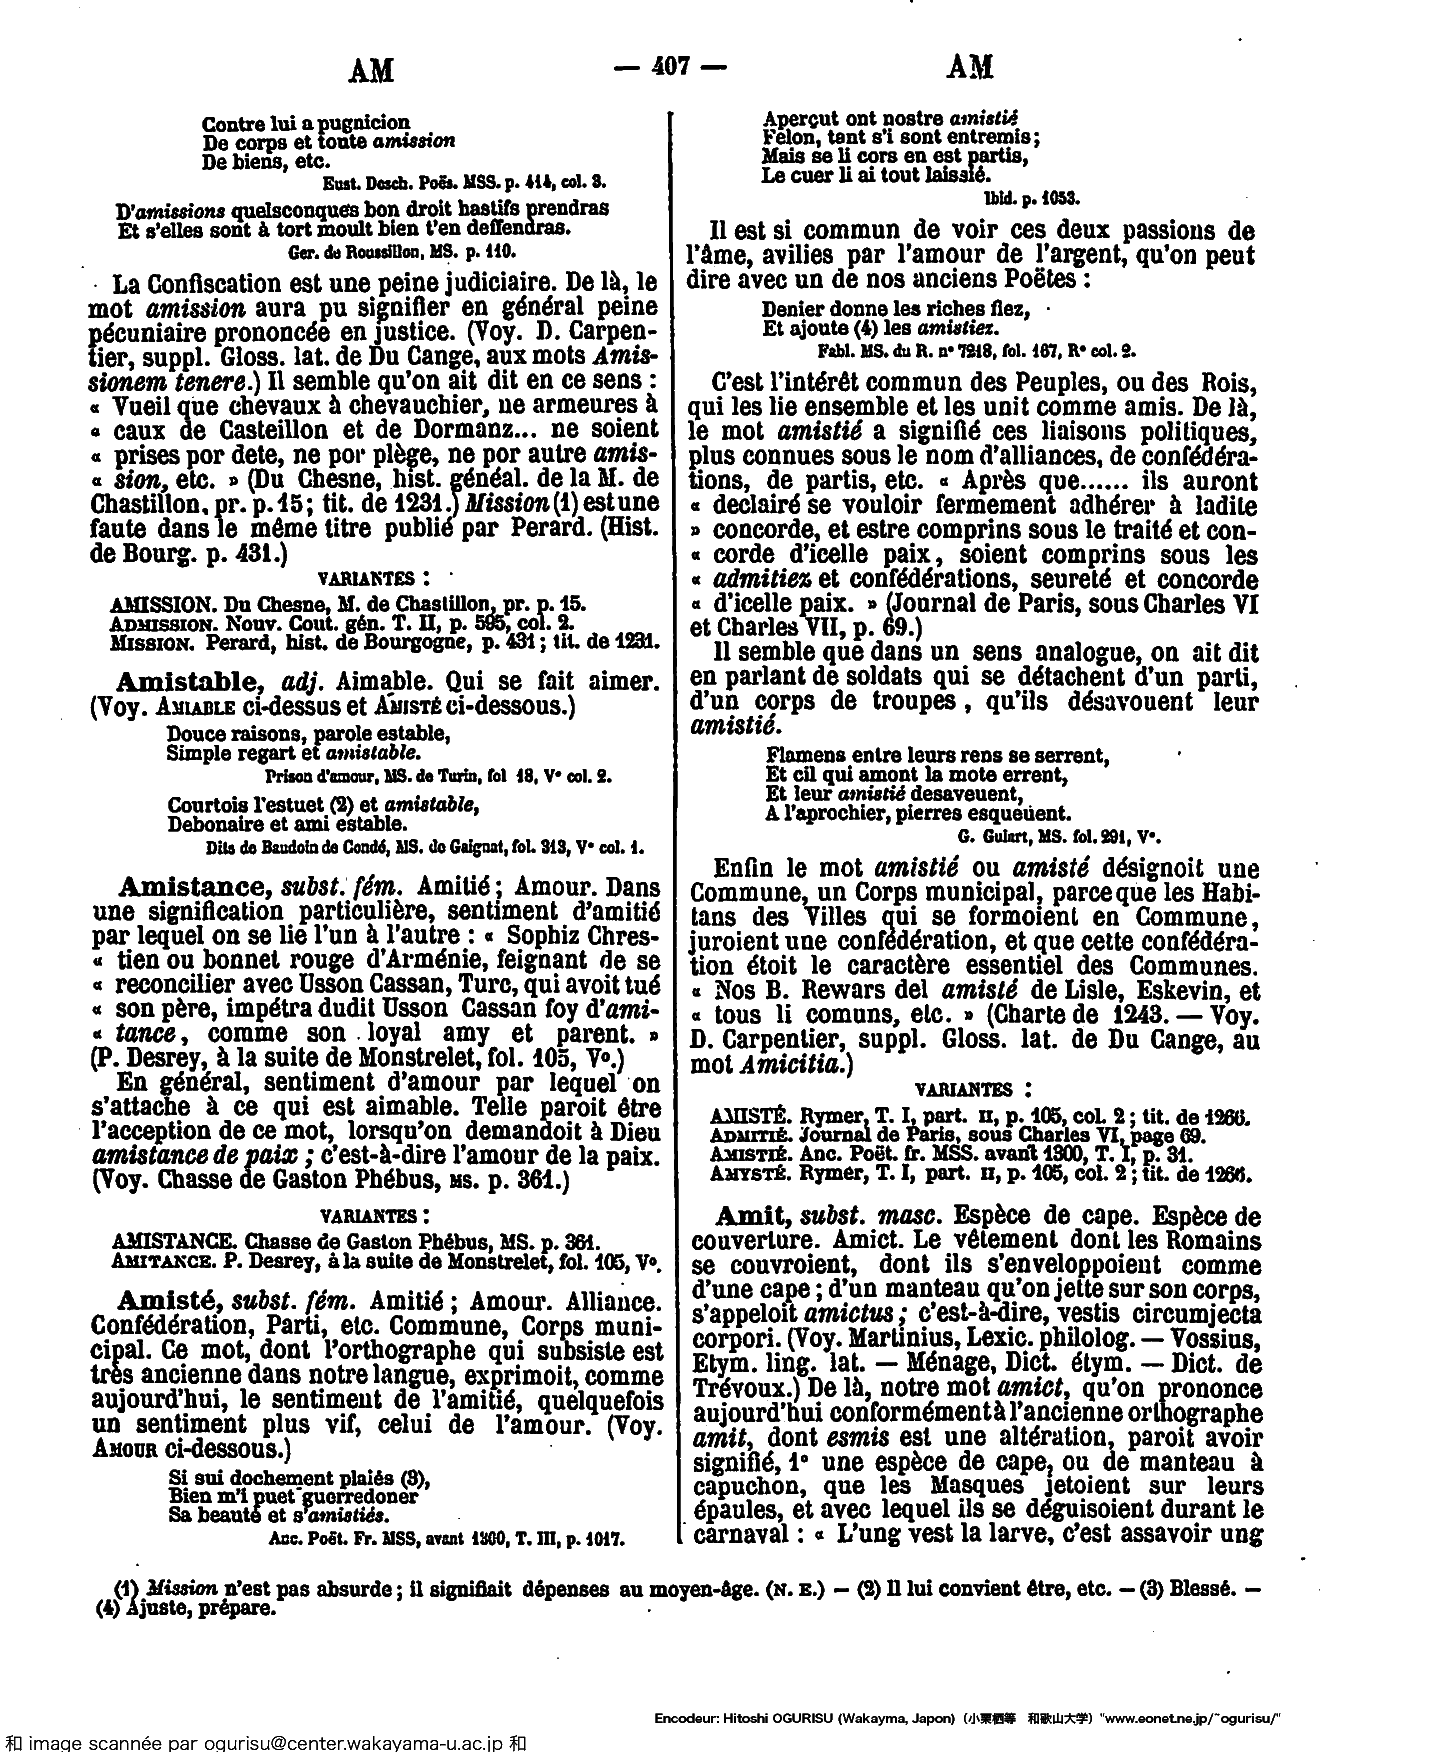 AM
— 407 —
AM
Contre lui a pugnicion
De corps et toute amission
De biens, etc.
Eust. Desch. Poës. MSS. p. 414, col. 3.
D'amissions quelsconques bon droit hastifs prendras
Et s'elles sont à tort moult bien t'en deffendras.
Ger. de Roussillon, MS. p. 110.
La Confiscation est une peine judiciaire. De là, le
mot amission aura pu signifier en général peine
pécuniaire prononcée en justice. (Voy. D. Carpen-
tier, suppl. Gloss. lat. de Du Cange, aux mots Amis-
sionem tenere.) Il semble qu'on ait dit en ce sens :
« Vueil que chevaux à chevauchier, ne armeures à
« caux de Casteillon et de Dormanz... ne soient
« prises por dete, ne por plège, ne por autre amis-
« sion, etc. » (Du Chesne, hist. généal. de la M. de
Chastillon, pr. p. 15; tit. de 1231.) Mission (1) est une
faute dans le même titre publié par Perard. (Hist.
de Bourg. p. 431.)
VARIANTES :
AMISSION. Du Chesne, M. de Chastillon, pr. p. 15.
ADMISSION. Nouv. Cout. gén. T. II, p. 595, col. 2.
MISSION. Perard, hist. de Bourgogne, p. 431 ; tit. de 1231.
Amistable, adj. Aimable. Qui se fait aimer.
(Voy. AMIABLE ci-dessus et AMISTÉ ci-dessous.)
Douce raisons, parole estable,
Simple regart et amistable.
Prison d'amour, MS. de Turin, fol 18, V° col. 2.
Courtois l'estuet (2) et amistable,
Debonaire et ami estable.
Dits de Baudoin de Condé, MS. de Gaignat, fol. 313, V° col. 1.
Amistance, subst. fém. Amitié ; Amour. Dans
une signification particulière, sentiment d'amitié
par lequel on se lie l'un à l'autre : « Sophiz Chres-
« tien ou bonnet rouge d'Arménie, feignant de se
« reconcilier avec Usson Cassan, Turc, qui avoit tué
« son père, impétra dudit Usson Cassan foy d'ami-
« tance, comme son loyal amy et parent. »
(P. Desrey, à la suite de Monstrelet, fol. 105, V°.)
En général, sentiment d'amour par lequel on
s'attache à ce qui est aimable. Telle paroit être
l'acception de ce mot, lorsqu'on demandoit à Dieu
amistance de paix ; c'est-à-dire l'amour de la paix.
(Voy. Chasse de Gaston Phébus, MS. p. 361.)
VARIANTES :
AMISTANCE. Chasse de Gaston Phébus, MS. p. 361.
AMITANCE. P. Desrey, à la suite de Monstrelet, fol. 105, V°.
Amisté, subst. fém. Amitié ; Amour. Alliance.
Confédération, Parti, etc. Commune, Corps muni-
cipal. Ce mot, dont l'orthographe qui subsiste est
très ancienne dans notre langue, exprimoit, comme
aujourd'hui, le sentiment de l'amitié, quelquefois
un sentiment plus vif, celui de l'amour. (Voy.
AMOUR ci-dessous.)
Si sui dochement plaiés (3),
Bien m'i puet guerredoner
Sa beauté et s'amistiés.
Anc. Poët. Fr. MSS, avant 1300, T. III, p. 1017.
Aperçut ont nostre amistié
Félon, tant s'i sont entremis ;
Mais se li cors en est partis,
Le cuer li ai tout laissié.
Ibid. p. 1053.
Il est si commun de voir ces deux passions de
l'âme, avilies par l'amour de l'argent, qu'on peut
dire avec un de nos anciens Poëtes :
Denier donne les riches fiez,
Et ajoute (4) les amistiez.
Fabl. MS. du R. n° 7218, fol. 167, R° col. 2.
C'est l'intérêt commun des Peuples, ou des Rois,
qui les lie ensemble et les unit comme amis. De là,
le mot amistié a signifié ces liaisons politiques,
plus connues sous le nom d'alliances, de confédéra-
tions, de partis, etc. « Après que...... ils auront
« declairé se vouloir fermement adhérer à ladite
» concorde, et estre comprins sous le traité et con-
« corde d'icelle paix, soient comprins sous les
« admitiez et confédérations, seureté et concorde
« d'icelle paix. » (Journal de Paris, sous Charles VI
et Charles VII, p. 69.)
Il semble que dans un sens analogue, on ait dit
en parlant de soldats qui se détachent d'un parti,
d'un corps de troupes , qu'ils désavouent leur
amistié.
Flamens entre leurs rens se serrent,
Et cil qui amont la mote errent,
Et leur amistié desaveuent,
A l'aprochier, pierres esqueuent.
G. Guiart, MS. fol. 291, V°.
Enfin le mot amistié ou amisté désignoit une
Commune, un Corps municipal, parceque les Habi-
tans des Villes qui se formoient en Commune,
juroient une confédération, et que cette confédéra-
tion étoit le caractère essentiel des Communes.
« Nos B. Rewars del amisté de Lisle, Eskevin, et
« tous li comuns, etc. » (Charte de 1243. — Voy.
D. Carpentier, suppl. Gloss. lat. de Du Cange, au
mot Amicitia.)
VARIANTES :
AMISTÉ. Rymer, T. I, part. II, p. 105, col. 2 ; tit. de 1266.
ADMITIÉ. Journal de Paris, sous Charles VI, page 69.
AMISTIÉ. Anc. Poët. fr. MSS. avant 1300, T. I, p. 31.
AMYSTÉ. Rymer, T. I, part. II, p. 105, col. 2 ; tit. de 1266.
Amit, subst. masc. Espèce de cape. Espèce de
couverture. Amict. Le vêtement dont les Romains
se couvroient, dont ils s'enveloppoient comme
d'une cape ; d'un manteau qu'on jette sur son corps,
s'appeloit amictus ; c'est-à-dire, vestis circumjecta
corpori. (Voy. Martinius, Lexic. philolog. — Vossius,
Etym. ling. lat. — Ménage, Dict. étym. — Dict. de
Trévoux.) De là, notre mot amict, qu'on prononce
aujourd'hui conformément à l'ancienne orthographe
amit, dont esmis est une altération, paroit avoir
signifié, 1° une espèce de cape, ou de manteau à
capuchon, que les Masques jetoient sur leurs
épaules, et avec lequel ils se déguisoient durant le
carnaval : « L'ung vest la larve, c'est assavoir ung
(1) Mission n'est pas absurde ; il signifiait dépenses au moyen-âge. (N. E.) — (2) Il lui convient être, etc. — (3) Blessé. —
(4) Ajuste, prépare.
Encodeur: Hitoshi OGURISU (Wakayma, Japon) (小栗栖等 和歌山大学) "www.eonet.ne.jp/~ogurisu/"
和 image scannée par ogurisu@center.wakayama-u.ac.jp 和